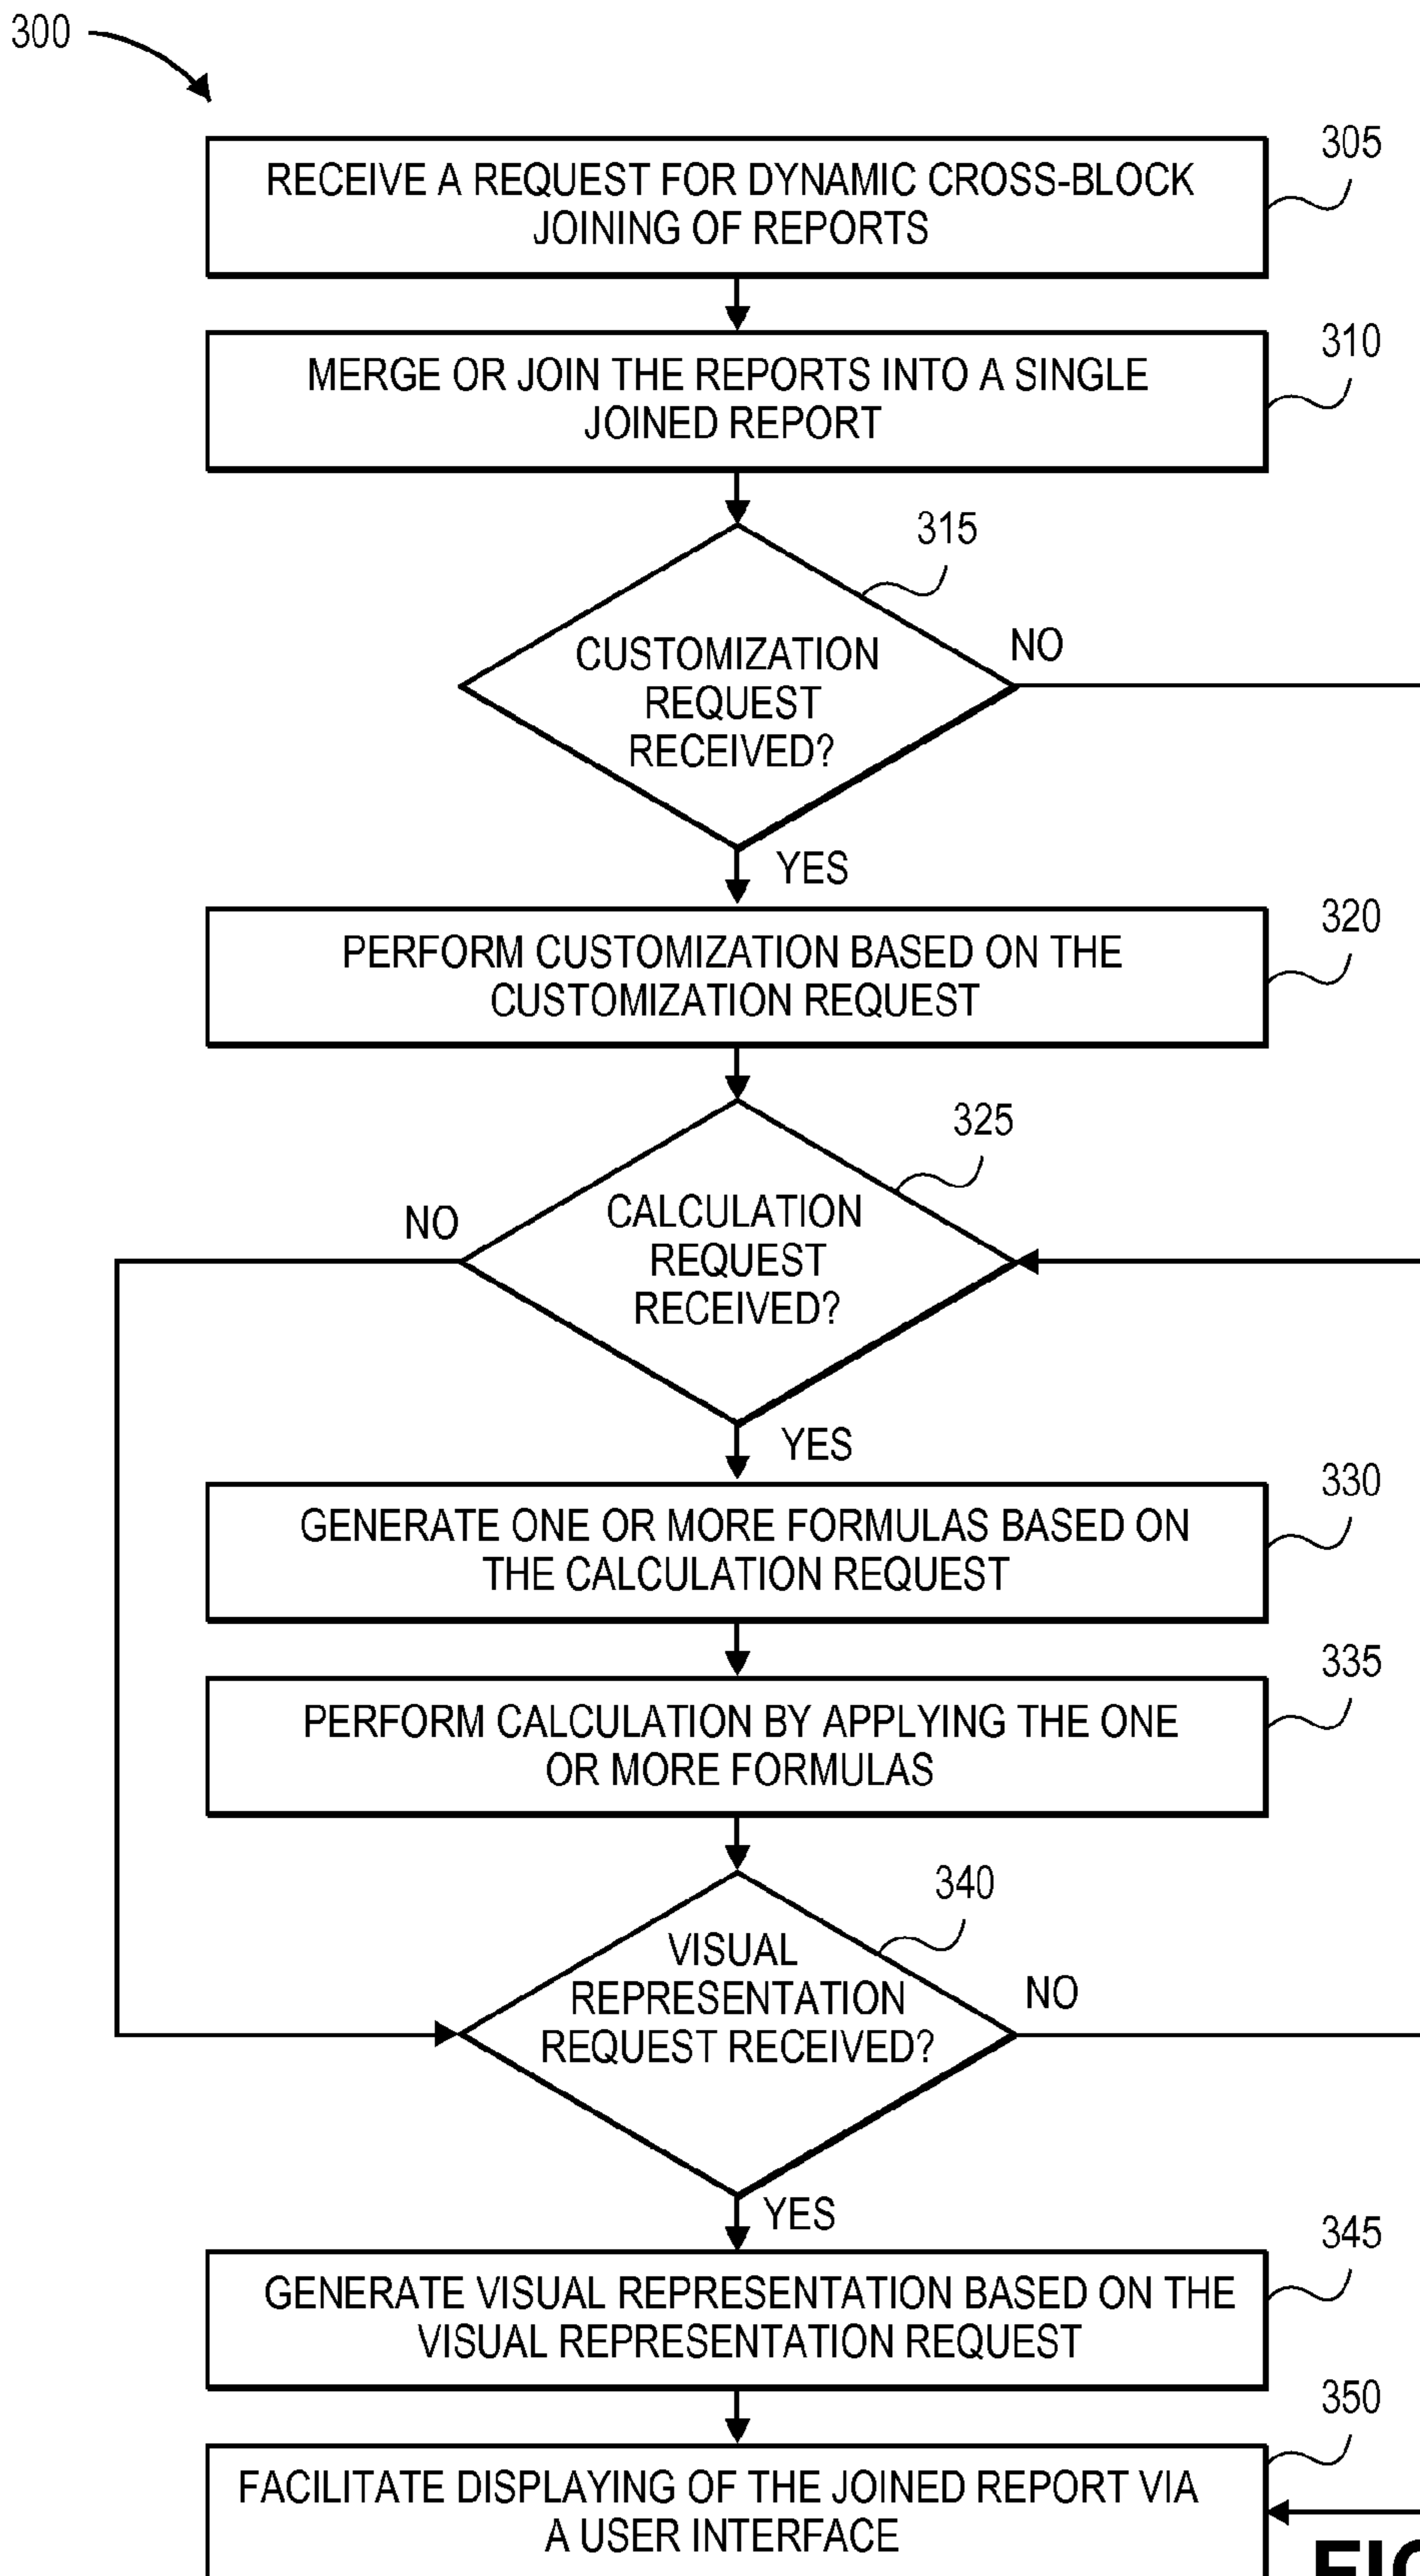 300
305
RECEIVE A REQUEST FOR DYNAMIC CROSS-BLOCK
JOINING OF REPORTS
310
MERGE OR JOIN THE REPORTS INTO A SINGLE
JOINED REPORT
315
CUSTOMIZATION
REQUEST
RECEIVED?
NO
YES
320
PERFORM CUSTOMIZATION BASED ON THE
CUSTOMIZATION REQUEST
325
CALCULATION
REQUEST
RECEIVED?
NO
YES
330
GENERATE ONE OR MORE FORMULAS BASED ON
THE CALCULATION REQUEST
335
PERFORM CALCULATION BY APPLYING THE ONE
OR MORE FORMULAS
340
VISUAL
REPRESENTATION
REQUEST RECEIVED?
NO
YES
345
GENERATE VISUAL REPRESENTATION BASED ON THE
VISUAL REPRESENTATION REQUEST
350
FACILITATE DISPLAYING OF THE JOINED REPORT VIA
A USER INTERFACE